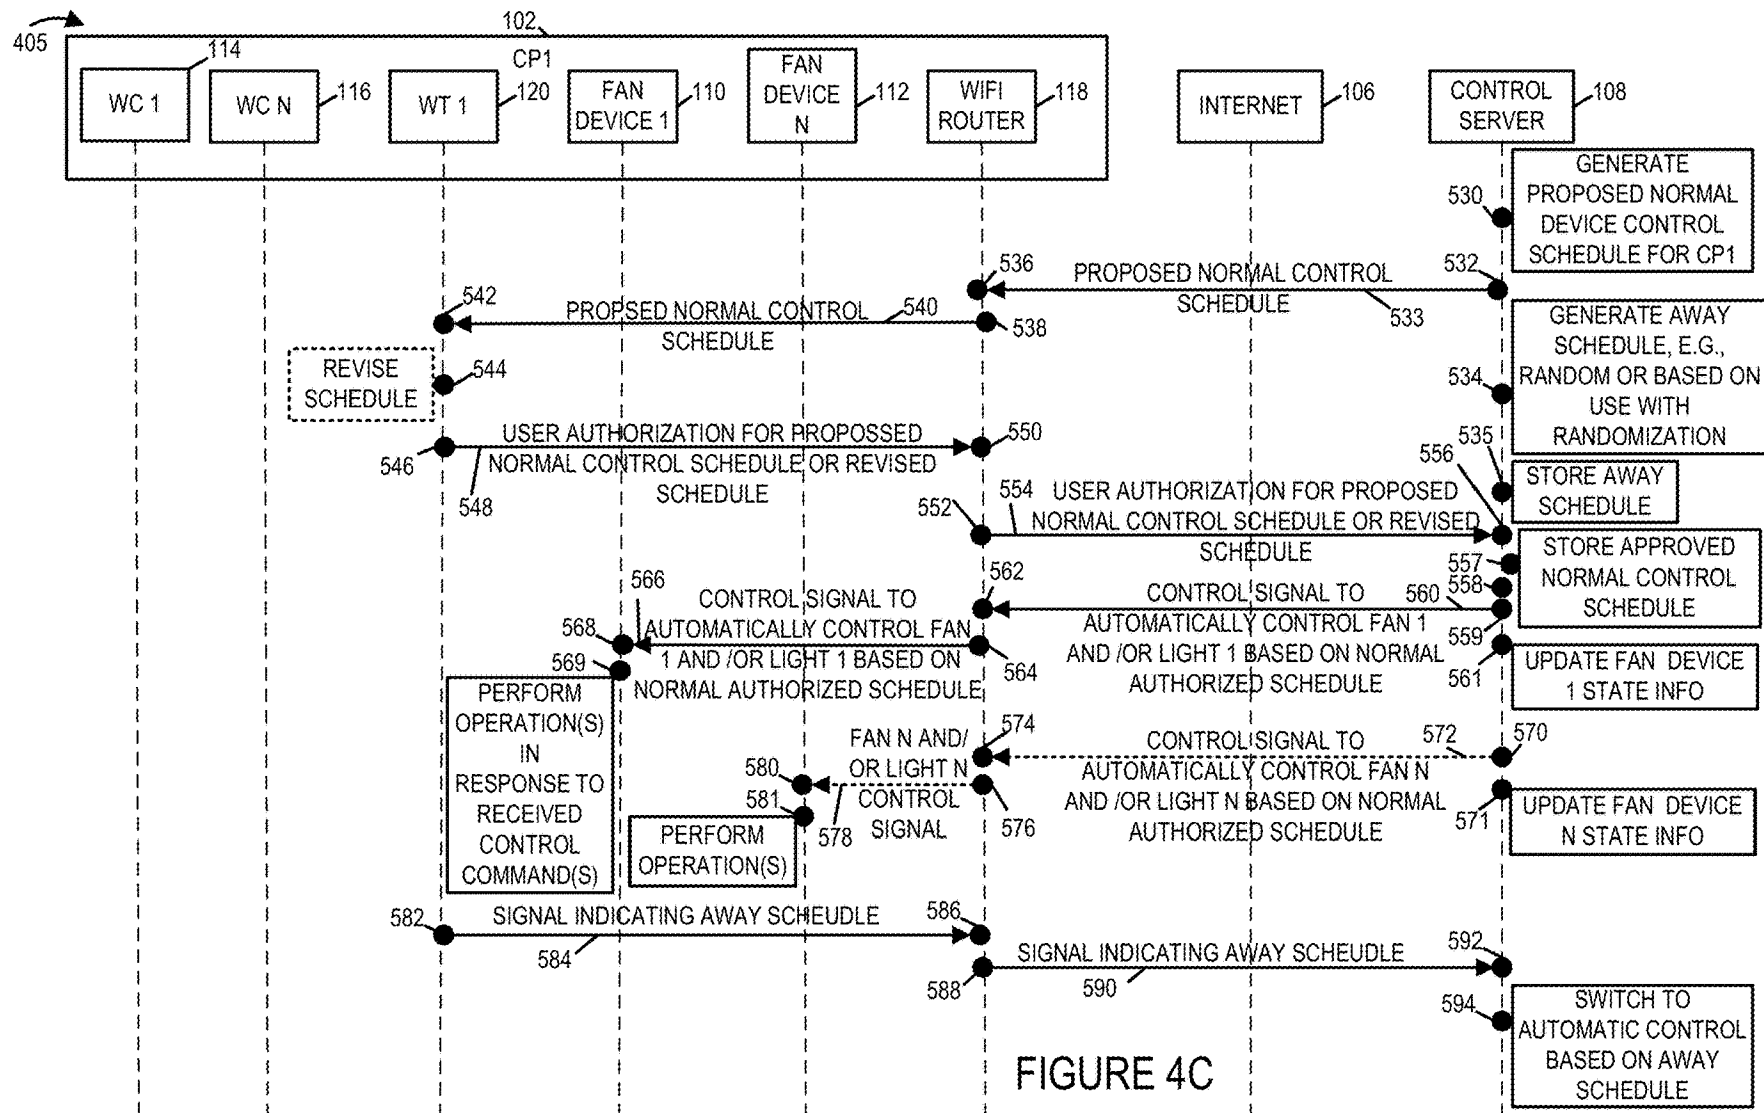 405
102
CP1
WC 1
114
WC N
116
WT 1
120
FAN
DEVICE 1
110
FAN
DEVICE
N
112
WIFI
ROUTER
118
INTERNET
106
CONTROL
SERVER
108
530
GENERATE
PROPOSED NORMAL
DEVICE CONTROL
SCHEDULE FOR CP1
536
PROPOSED NORMAL CONTROL
SCHEDULE
532
533
542
PROPSED NORMAL CONTROL
SCHEDULE
540
538
GENERATE AWAY
SCHEDULE, E.G.,
RANDOM OR BASED ON
USE WITH
RANDOMIZATION
534
REVISE
SCHEDULE
544
546
USER AUTHORIZATION FOR PROPOSSED
NORMAL CONTROL SCHEDULE OR REVISED
SCHEDULE
548
550
535
STORE AWAY
SCHEDULE
552
554
USER AUTHORIZATION FOR PROPOSED
NORMAL CONTROL SCHEDULE OR REVISED
SCHEDULE
556
557
558
STORE APPROVED
NORMAL CONTROL
SCHEDULE
562
CONTROL SIGNAL TO
AUTOMATICALLY CONTROL FAN 1
AND /OR LIGHT 1 BASED ON NORMAL
AUTHORIZED SCHEDULE
560
559
566
568
569
CONTROL SIGNAL TO
AUTOMATICALLY CONTROL FAN
1 AND /OR LIGHT 1 BASED ON
NORMAL AUTHORIZED SCHEDULE
564
561
UPDATE FAN DEVICE
1 STATE INFO
PERFORM
OPERATION(S)
IN
RESPONSE TO
RECEIVED
CONTROL
COMMAND(S)
574
CONTROL SIGNAL TO
AUTOMATICALLY CONTROL FAN N
AND /OR LIGHT N BASED ON NORMAL
AUTHORIZED SCHEDULE
572
570
571
UPDATE FAN DEVICE
N STATE INFO
580
581
FAN N AND/
OR LIGHT N
CONTROL
SIGNAL
578
576
PERFORM
OPERATION(S)
582
SIGNAL INDICATING AWAY SCHEUDLE
584
586
588
SIGNAL INDICATING AWAY SCHEUDLE
590
592
594
SWITCH TO
AUTOMATIC CONTROL
BASED ON AWAY
SCHEDULE
FIGURE 4C